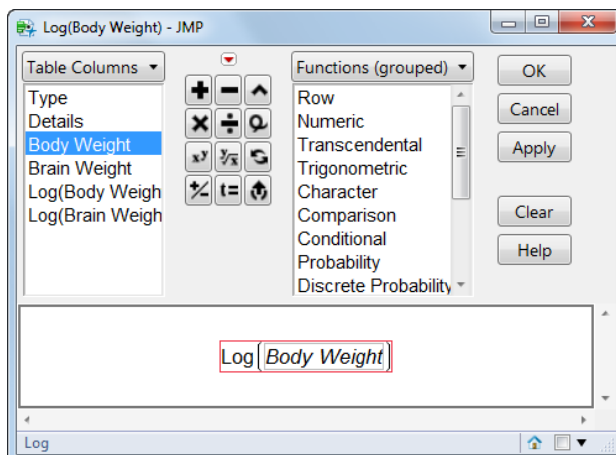 Log(Body Weight) - JMP
Table Columns
Type
Details
Body Weight
Brain Weight
Log(Body Weigh
Log(Brain Weigh
xʸ
ʸ√x
t=
Functions (grouped)
Row
Numeric
Transcendental
Trigonometric
Character
Comparison
Conditional
Probability
Discrete Probability
OK
Cancel
Apply
Clear
Help
Log(Body Weight)
Log